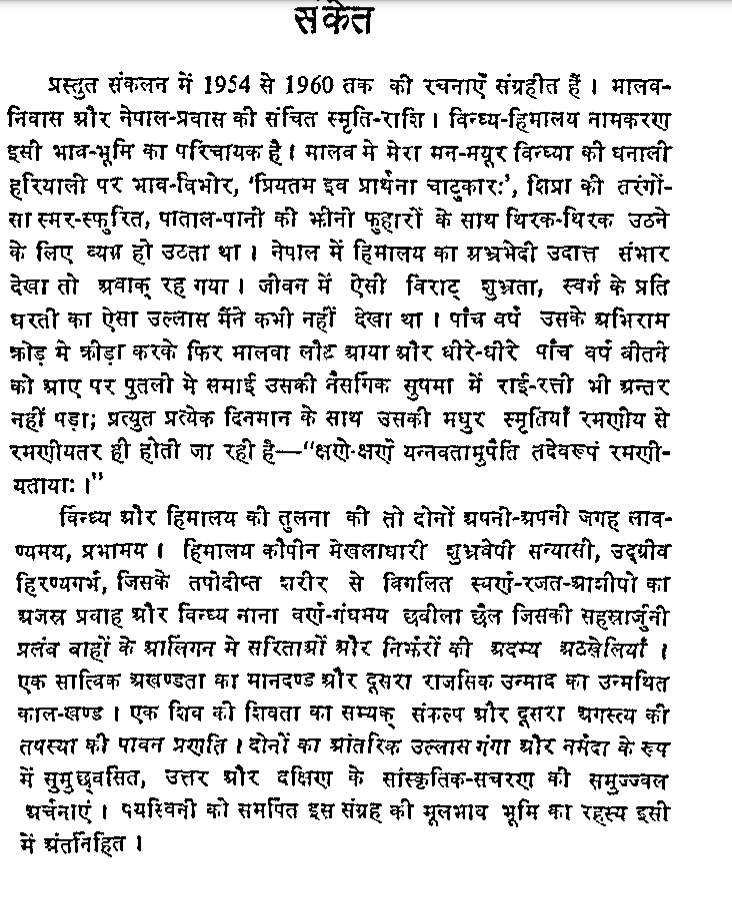 संकेत
प्रस्तुत संकलन में 1954 से 1960 तक की रचनाएँ संग्रहीत हैं । मालव-
निवास और नेपाल-प्रवास की संचित स्मृति-राशि । विन्ध्य-हिमालय नामकरण
इसी भाव-भूमि का परिचायक है । मालव मे मेरा मन-मयूर विन्ध्या की धनाली
हरियाली पर भाव-विभोर, ‘प्रियतम इव प्रार्थना चाटुकारः’, शिप्रा की तरंगों-
सा स्मर-स्फुरित, पाताल-पानी की झीनी फुहारों के साथ थिरक-थिरक उठने
के लिए व्यग्र हो उटता था । नेपाल में हिमालय का अभ्रभेदी उदात्त संभार
देखा तो अवाक् रह गया । जीवन में ऐसी विराट् शुभ्रता, स्वर्ग के प्रति
धरती का ऐसा उल्लास मैंने कभी नहीं देखा था । पांच वर्ष उसके अभिराम
क्रोड़ मे क्रीड़ा करके फिर मालवा लौट आया और धीरे-धीरे पांच वर्ष बीतने
को आए पर पुतली मे समाई उसकी नैसर्गिक सुषमा में राई-रत्ती भी अन्तर
नहीं पड़ा; प्रत्युत प्रत्येक दिनमान के साथ उसकी मधुर स्मृतियाँ रमणीय से
रमणीयतर ही होती जा रही है—“क्षणे-क्षणें यन्नवतामुपैति तदेवरूपं रमणी-
यतायाः ।”
विन्ध्य और हिमालय की तुलना की तो दोनों अपनी-अपनी जगह लाव-
ण्यमय, प्रभामय । हिमालय कौपीन मेखलाधारी शुभ्रवेषी सन्यासी, उद्ग्रीव
हिरण्यगर्भ, जिसके तपोदीप्त शरीर से विगलित स्वर्ण-रजत-आशीषो का
अजस्र प्रवाह और विन्ध्य नाना वर्ण-गंधमय छबीला छैल जिसकी सहस्रार्जुनी
प्रलंब बाहों के आलिंगन मे सरिताओं और निर्झरों की अदम्य अठखेलियाँ ।
एक सात्विक अखण्डता का मानदण्ड और दूसरा राजसिक उन्माद का उन्मथित
काल-खण्ड । एक शिव की शिवता का सम्यक् संकल्प और दूसरा अगस्त्य की
तपस्या की पावन प्रणति । दोनों का आंतरिक उल्लास गंगा और नर्मदा के रूप
में सुमुछ्वसित, उत्तर और दक्षिण के सांस्कृतिक-सचरण की समुज्ज्वल
अर्चनाएं । पयस्विनी को समर्पित इस संग्रह की मूलभाव भूमि का रहस्य इसी
में अंतर्निहित ।